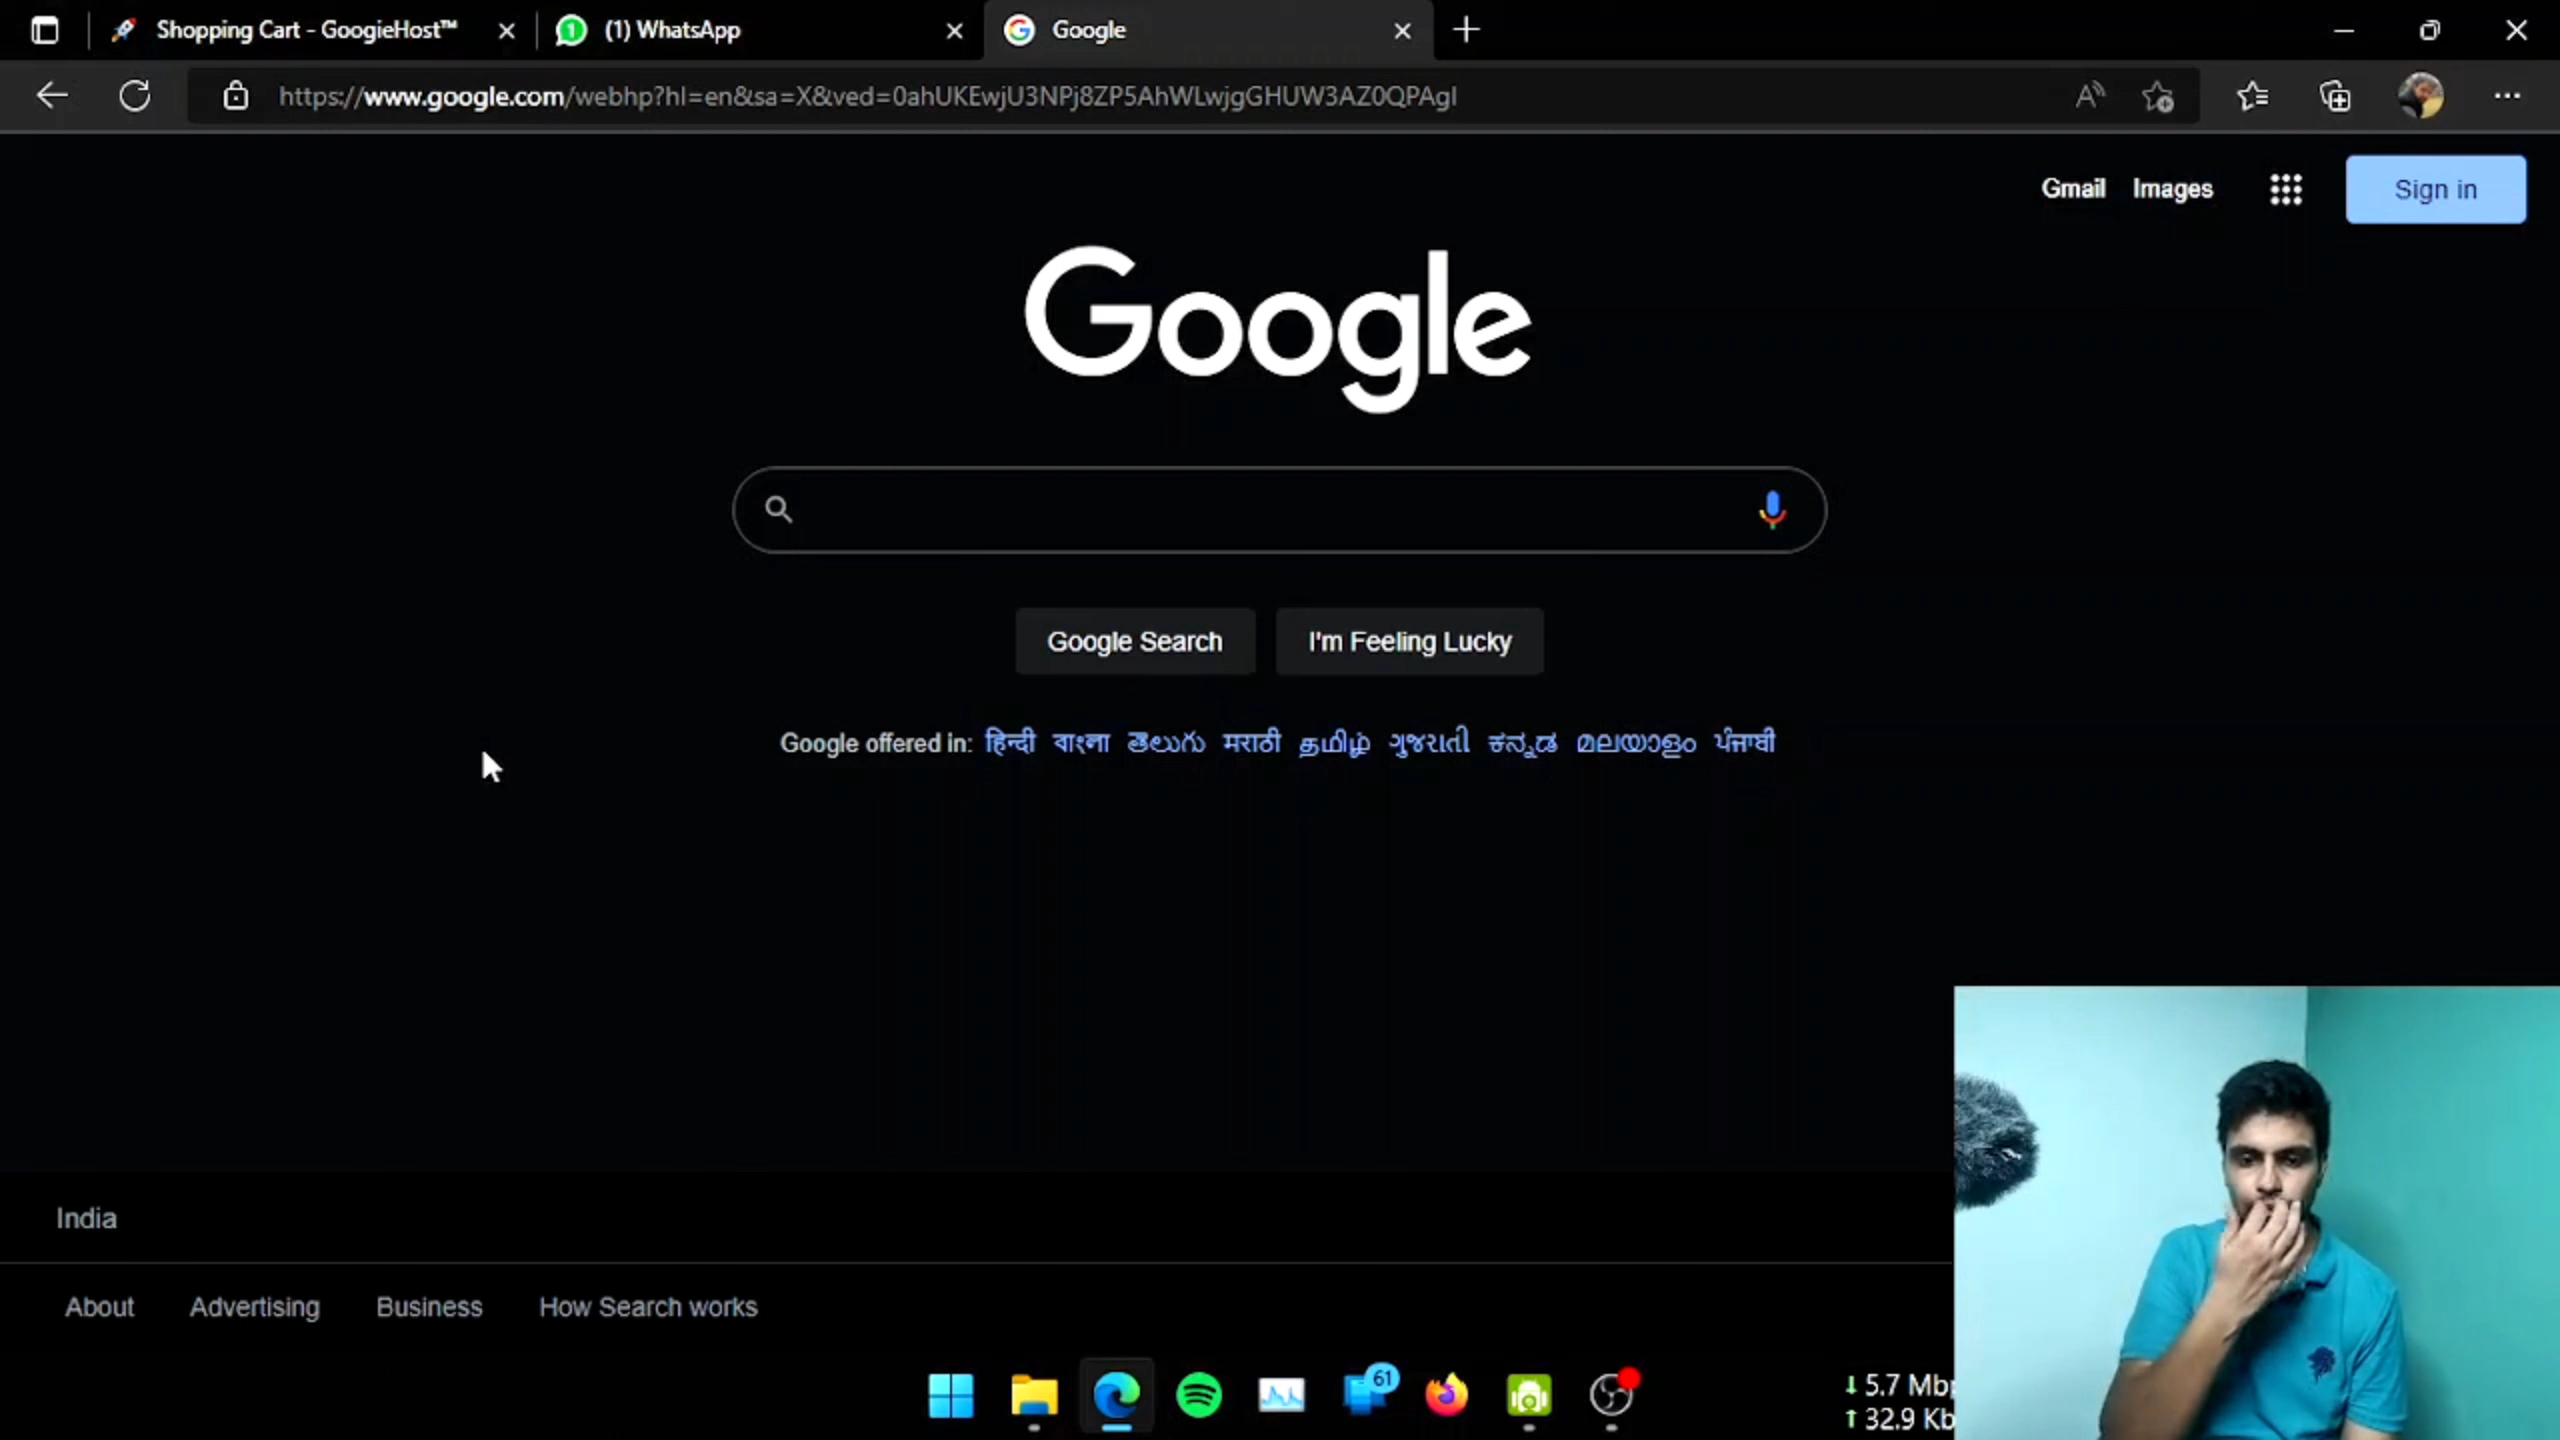 Shopping Cart - GoogieHost™
(1) WhatsApp
Google
https://www.google.com/webhp?hl=en&sa=X&ved=0ahUKEwjU3NPj8ZP5AhWLwjgGHUW3AZ0QPAgI
Gmail Images Sign in
Google
Google Search I'm Feeling Lucky
Google offered in: हिन्दी বাংলা తెలుగు मराठी தமிழ் ગુજરાતી ಕನ್ನಡ മലയാളം ਪੰਜਾਬੀ
India
About Advertising Business How Search works
61
↓ 5.7
↑ 32.9